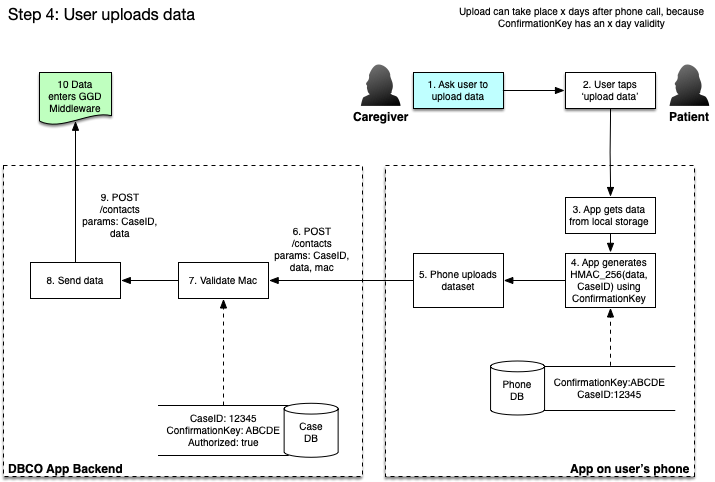 Step 4: User uploads data
Upload can take place x days after phone call, because
ConfirmationKey has an x day validity
10 Data
enters GGD
Middleware
Caregiver
1. Ask user to
upload data
2. User taps
‘upload data’
Patient
9. POST
/contacts
params: CaseID,
data
6. POST
/contacts
params: CaseID,
data, mac
3. App gets data
from local storage
8. Send data
7. Validate Mac
5. Phone uploads
dataset
4. App generates
HMAC_256(data,
CaseID) using
ConfirmationKey
Phone
DB
ConfirmationKey:ABCDE
CaseID:12345
CaseID: 12345
ConfirmationKey: ABCDE
Authorized: true
Case
DB
DBCO App Backend
App on user’s phone